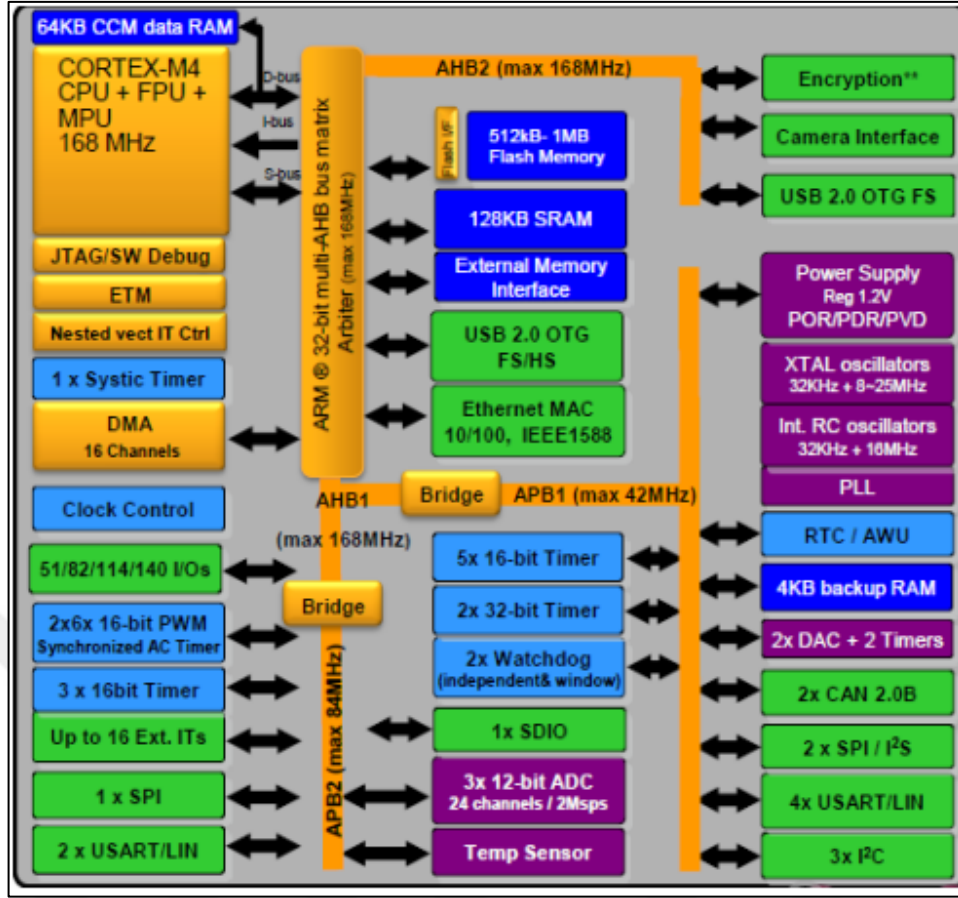 64KB CCM data RAM
CORTEX-M4
CPU + FPU +
MPU
168 MHz
D-bus
I-bus
S-bus
JTAG/SW Debug
ETM
Nested vect IT Ctrl
1 x Systic Timer
DMA
16 Channels
Clock Control
51/82/114/140 I/Os
2x6x 16-bit PWM
Synchronized AC Timer
3 x 16bit Timer
Up to 16 Ext. ITs
1 x SPI
2 x USART/LIN
ARM ® 32-bit multi-AHB bus matrix
Arbiter (max 168MHz)
AHB2 (max 168MHz)
Flash I/F
512kB- 1MB
Flash Memory
128KB SRAM
External Memory
Interface
USB 2.0 OTG
FS/HS
Ethernet MAC
10/100, IEEE1588
AHB1
(max 168MHz)
Bridge
APB1 (max 42MHz)
Bridge
APB2 (max 84MHz)
5x 16-bit Timer
2x 32-bit Timer
2x Watchdog
(independent& window)
1x SDIO
3x 12-bit ADC
24 channels / 2Msps
Temp Sensor
Encryption**
Camera Interface
USB 2.0 OTG FS
Power Supply
Reg 1.2V
POR/PDR/PVD
XTAL oscillators
32KHz + 8~25MHz
Int. RC oscillators
32KHz + 16MHz
PLL
RTC / AWU
4KB backup RAM
2x DAC + 2 Timers
2x CAN 2.0B
2 x SPI / I²S
4x USART/LIN
3x I²C